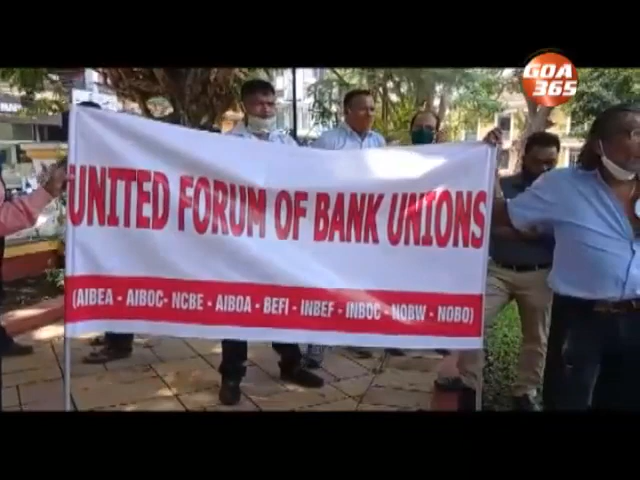 GOA
365
UNITED FORUM OF BANK UNIONS
(AIBEA - AIBOC- NCBE - AIBOA - BEFI - INBEF - INBOC - NOBW - NOBO)